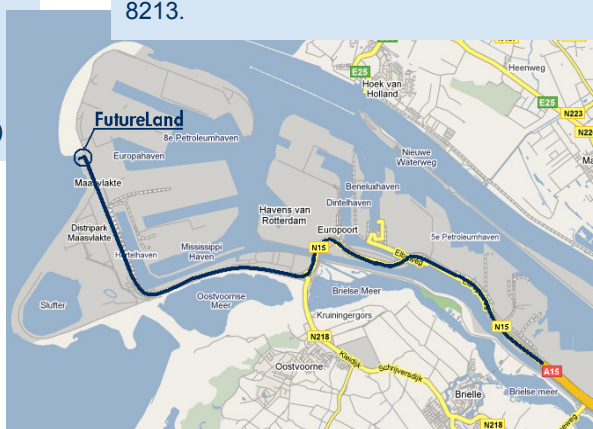 8213.
FutureLand
8e Petroleumhaven
Europahaven
Maasvlakte
Distripark
Maasvlakte
Hartelhaven
Mississippi
Haven
Slufter
Oostvoornse
Meer
Havens van
Rotterdam
Europoort
Dintelhaven
Beneluxhaven
Nieuwe
Waterweg
5e Petroleumhaven
Elbeweg
N15
Brielse Meer
Kruiningergors
N218
Kleidijk
Schrijversdijk
Oostvoorne
Brielle
Brielse meer
N218
N15
A15
E25
Hoek van
Holland
Heenweg
E25
N223